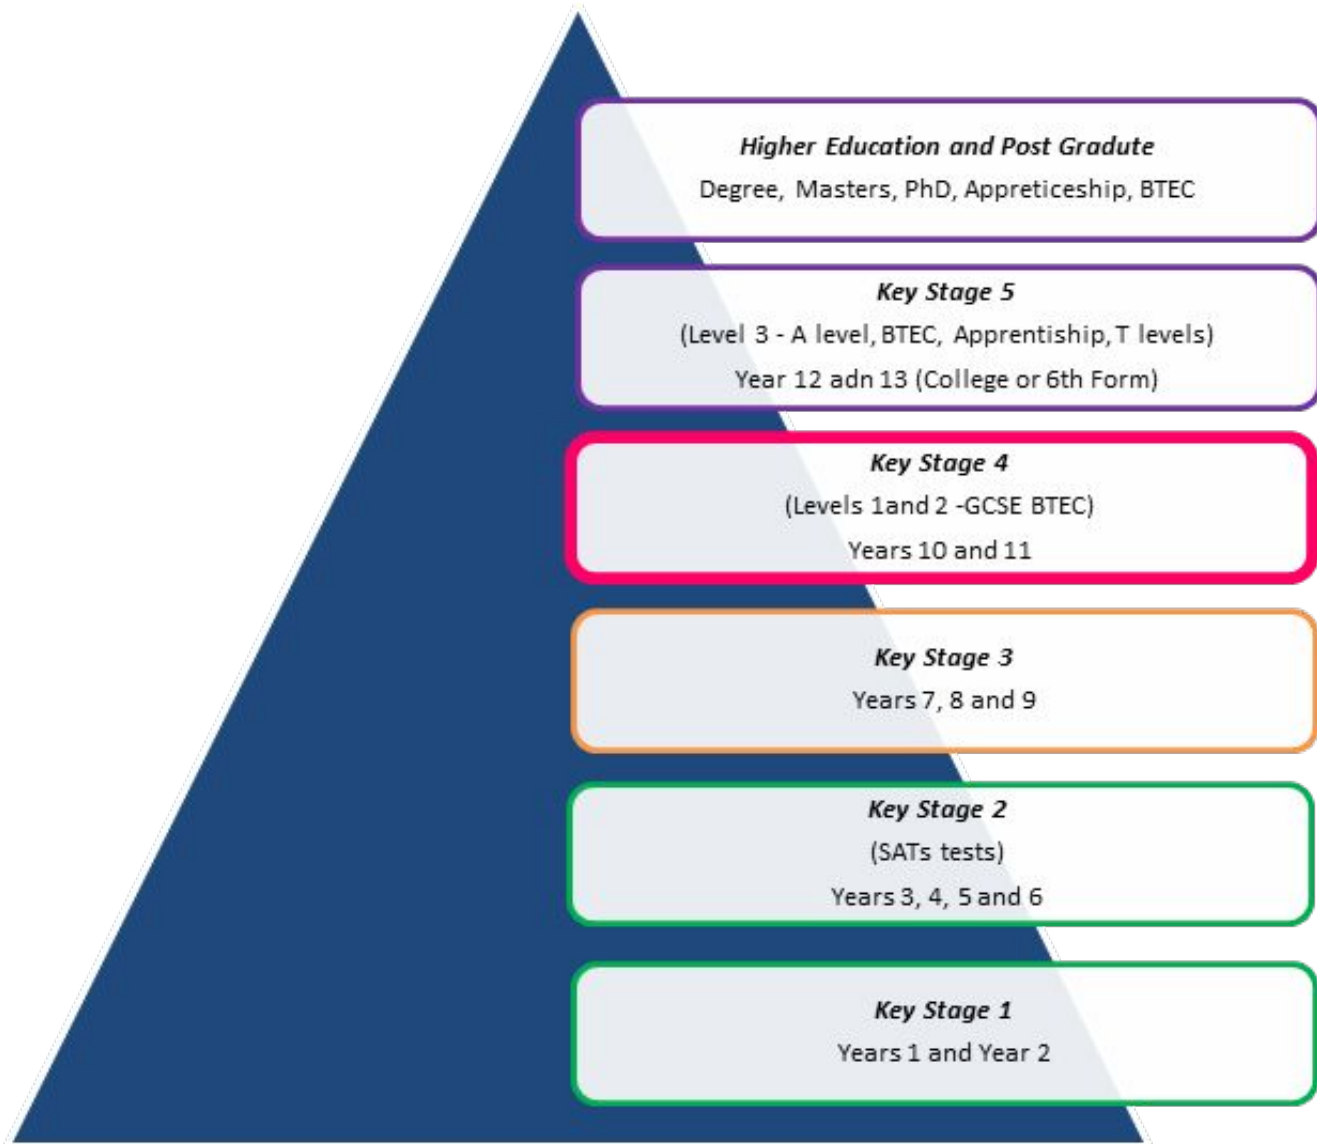 Higher Education and Post Gradute
Degree, Masters, PhD, Appreticeship, BTEC
Key Stage 5
(Level 3 - A level, BTEC, Apprentiship, T levels)
Year 12 adn 13 (College or 6th Form)
Key Stage 4
(Levels 1and 2 -GCSE BTEC)
Years 10 and 11
Key Stage 3
Years 7, 8 and 9
Key Stage 2
(SATs tests)
Years 3, 4, 5 and 6
Key Stage 1
Years 1 and Year 2